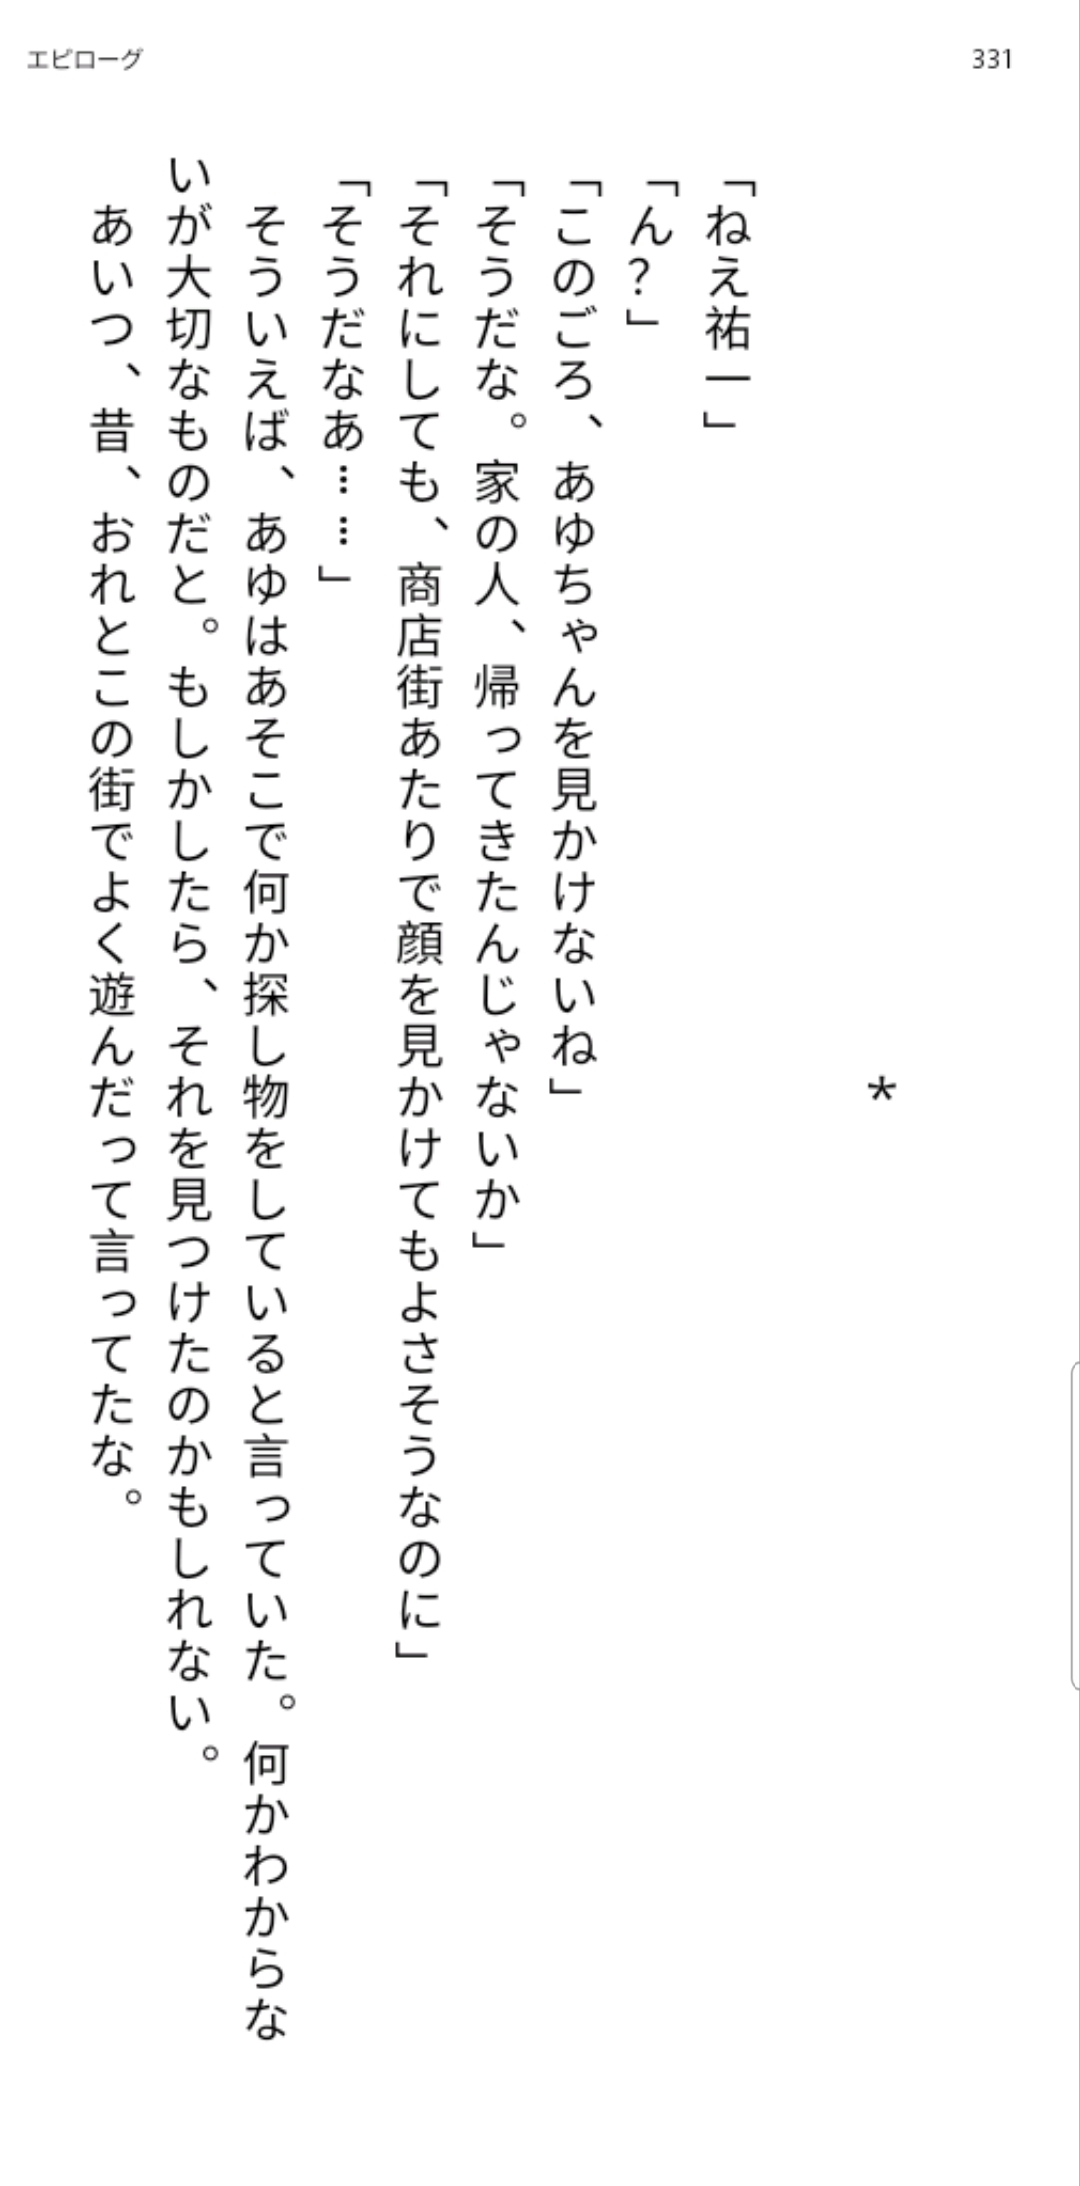 エピローグ
331
*
「ねえ祐一」
「ん?」
「このごろ、あゆちゃんを見かけないね」
「そうだな。家の人、帰ってきたんじゃないか」
「それにしても、商店街あたりで顔を見かけてもよさそうなのに」
「そうだなあ……」
そういえば、あゆはあそこで何か探し物をしていると言っていた。何かわからな
いが大切なものだと。もしかしたら、それを見つけたのかもしれない。
あいつ、昔、おれとこの街でよく遊んだって言ってたな。